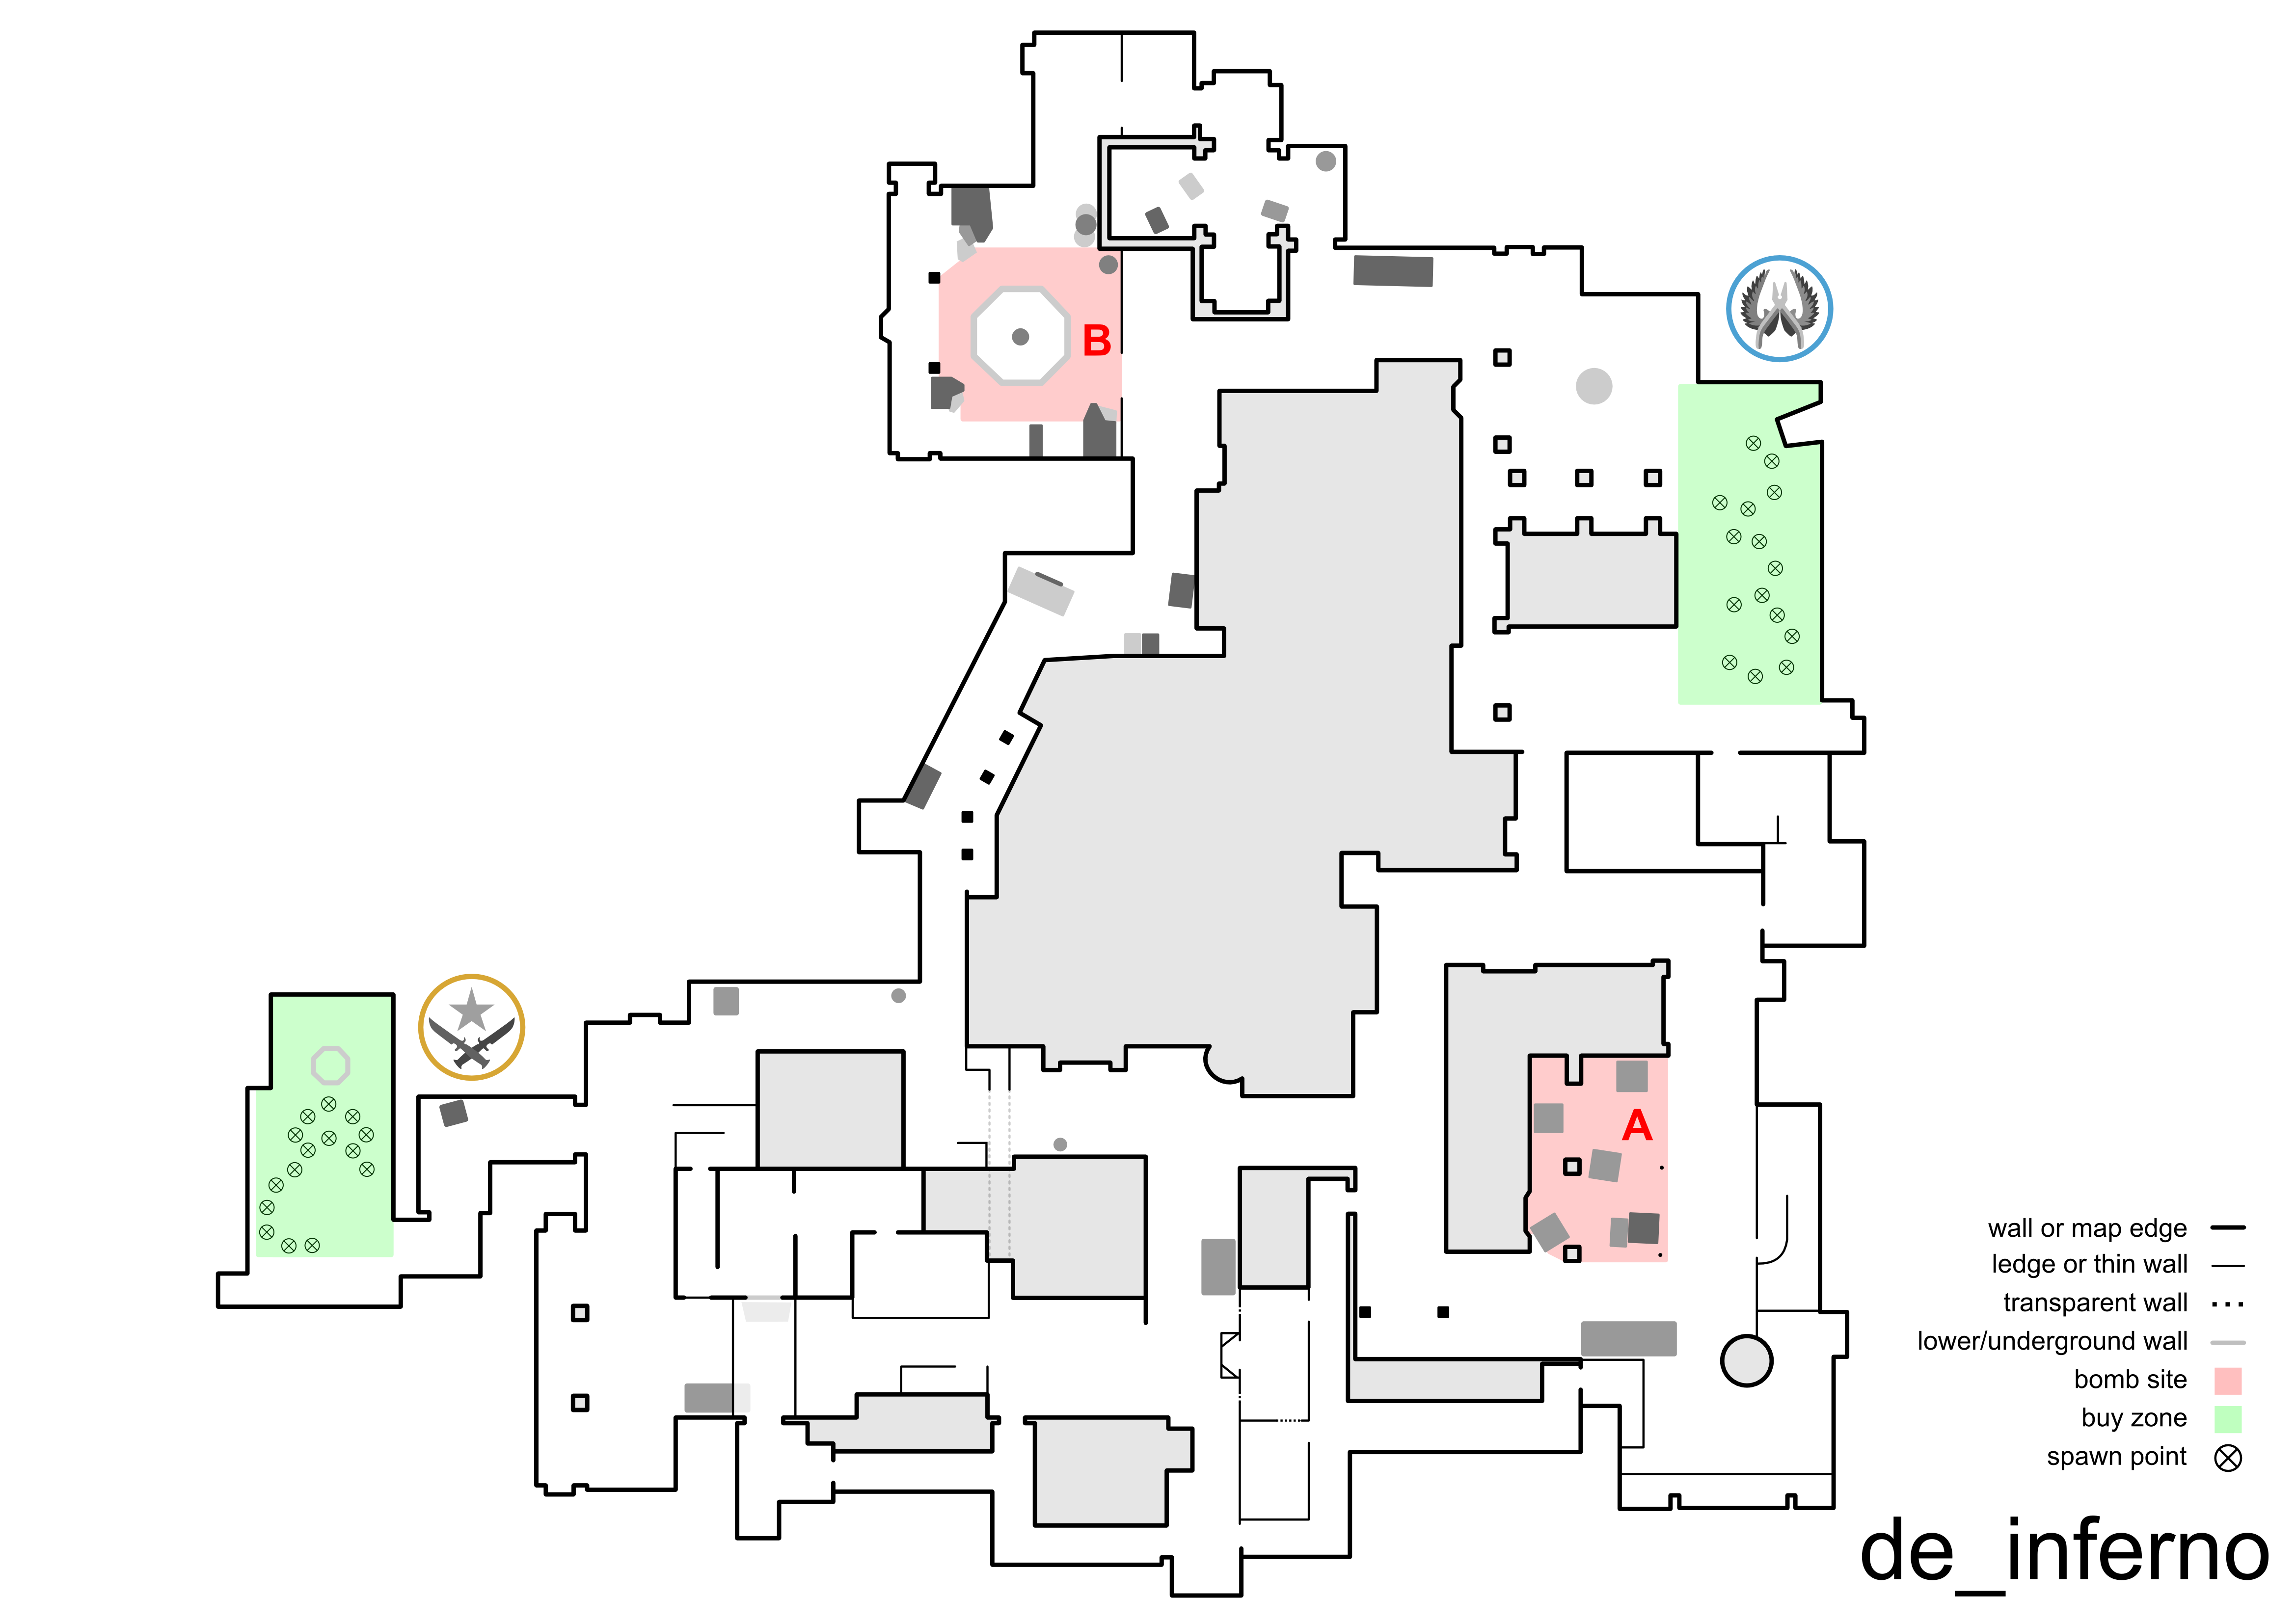 B
A
wall or map edge
ledge or thin wall
transparent wall
lower/underground wall
bomb site
buy zone
spawn point
de_inferno